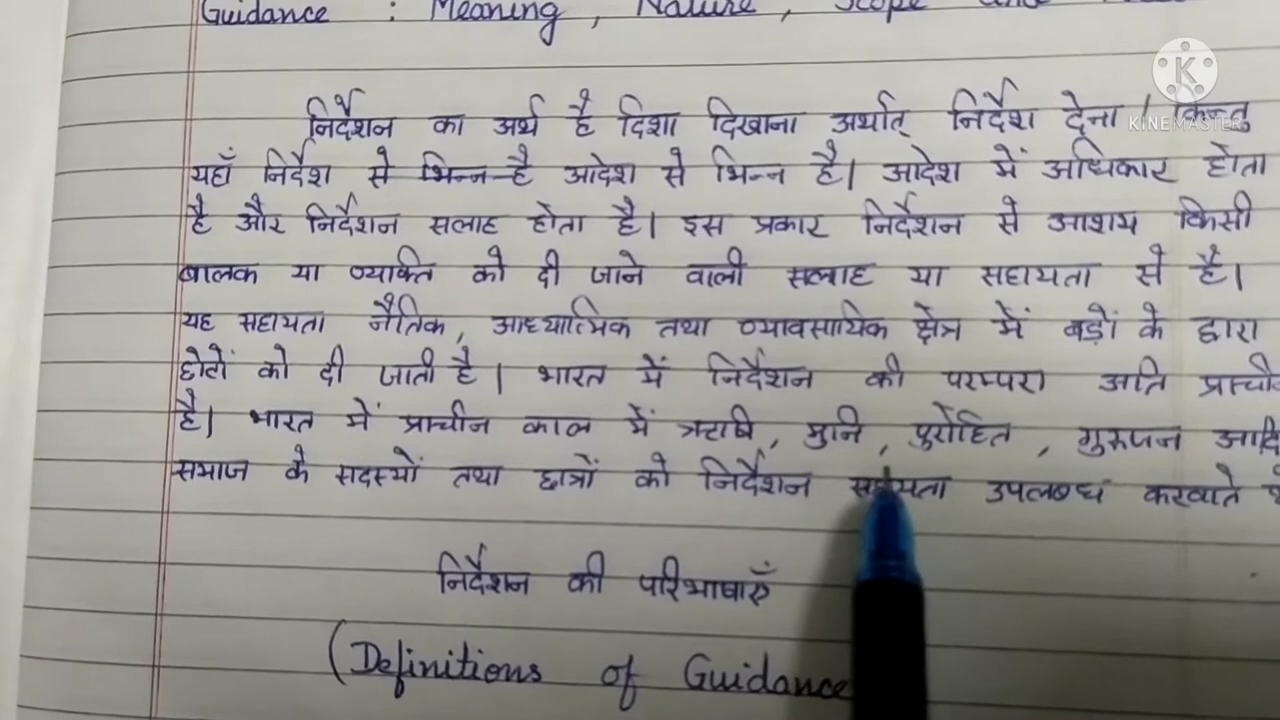 Guidance : Meaning, Nature, Scope
निर्देशन का अर्थ है दिशा दिखाना अर्थात् निर्देश देना। किन्तु
यहाँ निर्देश से भिन्न है आदेश से भिन्न है। आदेश में अधिकार होता
है और निर्देशन सलाह होता है। इस प्रकार निर्देशन से आशय किसी
बालक या व्यक्ति को दी जाने वाली सलाह या सहायता से है।
यह सहायता नैतिक, आध्यात्मिक तथा व्यावसायिक क्षेत्र में बड़ों के द्वारा
छोटों को दी जाती है। भारत में निर्देशन की परम्परा अति
है। भारत में प्राचीन काल में ऋषि, मुनि, पुरोहित, गुरुजन आदि
समाज के सदस्यों तथा छात्रों को निर्देशन सहायता उपलब्ध करवाते
निर्देशन की परिभाषाएँ
(Definitions of Guidance
KINEMASTER